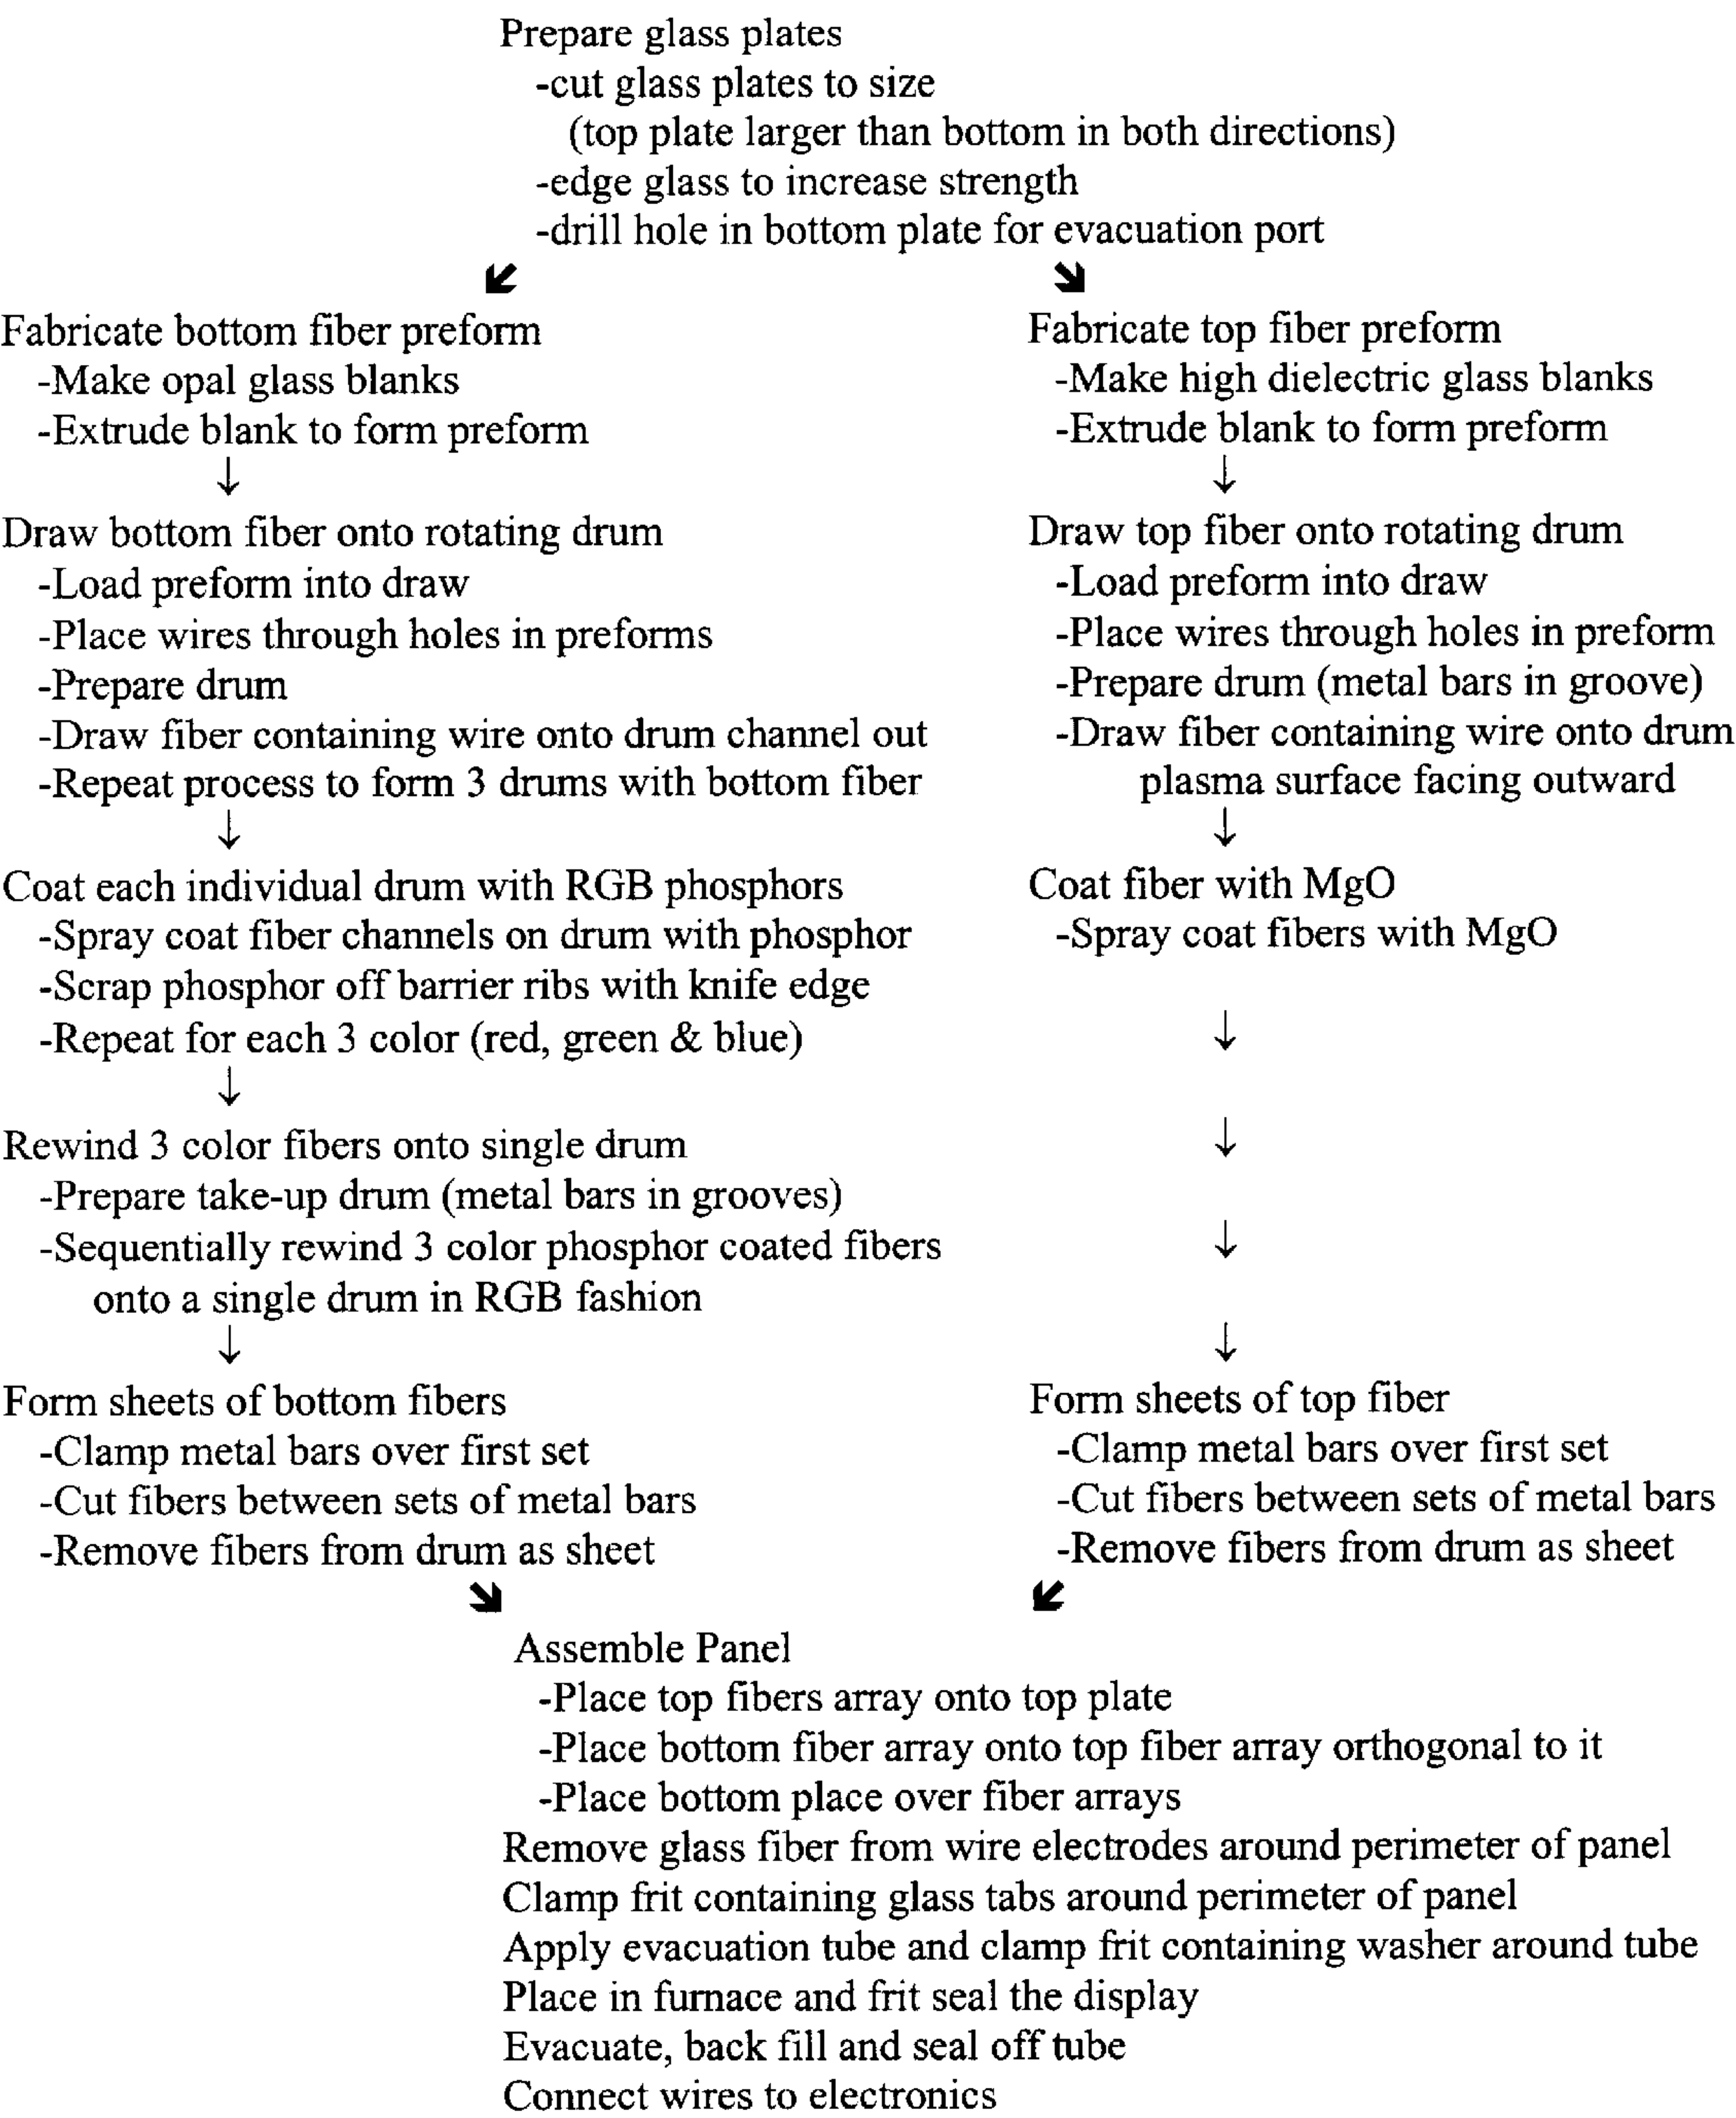 Prepare glass plates
-cut glass plates to size
(top plate larger than bottom in both directions)
-edge glass to increase strength
-drill hole in bottom plate for evacuation port
Fabricate bottom fiber preform
-Make opal glass blanks
-Extrude blank to form preform
Draw bottom fiber onto rotating drum
-Load preform into draw
-Place wires through holes in preforms
-Prepare drum
-Draw fiber containing wire onto drum channel out
-Repeat process to form 3 drums with bottom fiber
Coat each individual drum with RGB phosphors
-Spray coat fiber channels on drum with phosphor
-Scrap phosphor off barrier ribs with knife edge
-Repeat for each 3 color (red, green & blue)
Rewind 3 color fibers onto single drum
-Prepare take-up drum (metal bars in grooves)
-Sequentially rewind 3 color phosphor coated fibers
onto a single drum in RGB fashion
Form sheets of bottom fibers
-Clamp metal bars over first set
-Cut fibers between sets of metal bars
-Remove fibers from drum as sheet
Fabricate top fiber preform
-Make high dielectric glass blanks
-Extrude blank to form preform
Draw top fiber onto rotating drum
-Load preform into draw
-Place wires through holes in preform
-Prepare drum (metal bars in groove)
-Draw fiber containing wire onto drum
plasma surface facing outward
Coat fiber with MgO
-Spray coat fibers with MgO
Form sheets of top fiber
-Clamp metal bars over first set
-Cut fibers between sets of metal bars
-Remove fibers from drum as sheet
Assemble Panel
-Place top fibers array onto top plate
-Place bottom fiber array onto top fiber array orthogonal to it
-Place bottom place over fiber arrays
Remove glass fiber from wire electrodes around perimeter of panel
Clamp frit containing glass tabs around perimeter of panel
Apply evacuation tube and clamp frit containing washer around tube
Place in furnace and frit seal the display
Evacuate, back fill and seal off tube
Connect wires to electronics